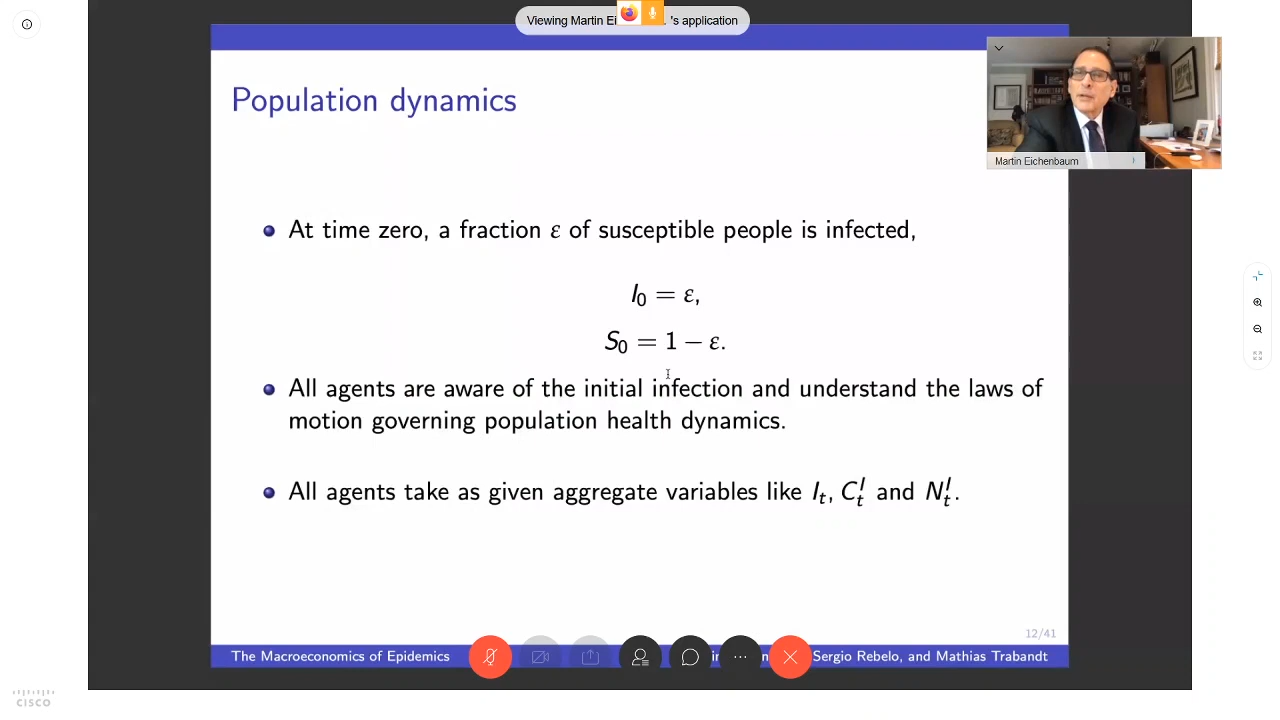 Viewing Martin Ei 's application
Population dynamics
Martin Eichenbaum
At time zero, a fraction ε of susceptible people is infected,
I₀ = ε,
S₀ = 1 − ε.
All agents are aware of the initial infection and understand the laws of
motion governing population health dynamics.
All agents take as given aggregate variables like Iₜ, Cₜᴵ and Nₜᴵ.
12/41
The Macroeconomics of Epidemics
Sergio Rebelo, and Mathias Trabandt
CISCO